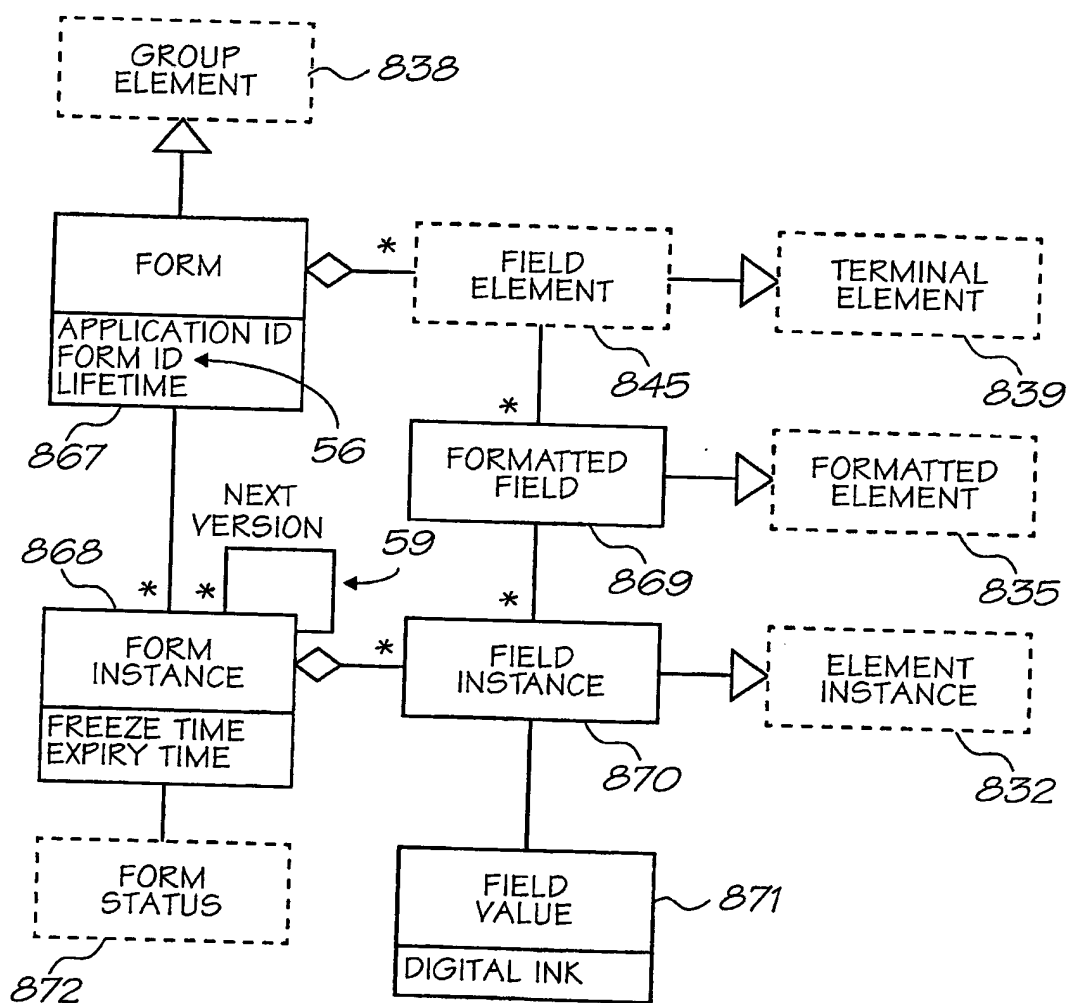 GROUP
ELEMENT
838
FORM
*
FIELD
ELEMENT
TERMINAL
ELEMENT
APPLICATION ID
FORM ID
LIFETIME
845
839
867
56
*
FORMATTED
FIELD
FORMATTED
ELEMENT
NEXT
VERSION
868
59
869
835
*
*
*
FORM
INSTANCE
*
FIELD
INSTANCE
ELEMENT
INSTANCE
FREEZE TIME
EXPIRY TIME
870
832
FORM
STATUS
FIELD
VALUE
871
872
DIGITAL INK